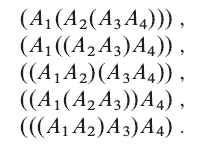 (A₁(A₂(A₃A₄))) ,
(A₁((A₂A₃)A₄)) ,
((A₁A₂)(A₃A₄)) ,
((A₁(A₂A₃))A₄) ,
(((A₁A₂)A₃)A₄) .